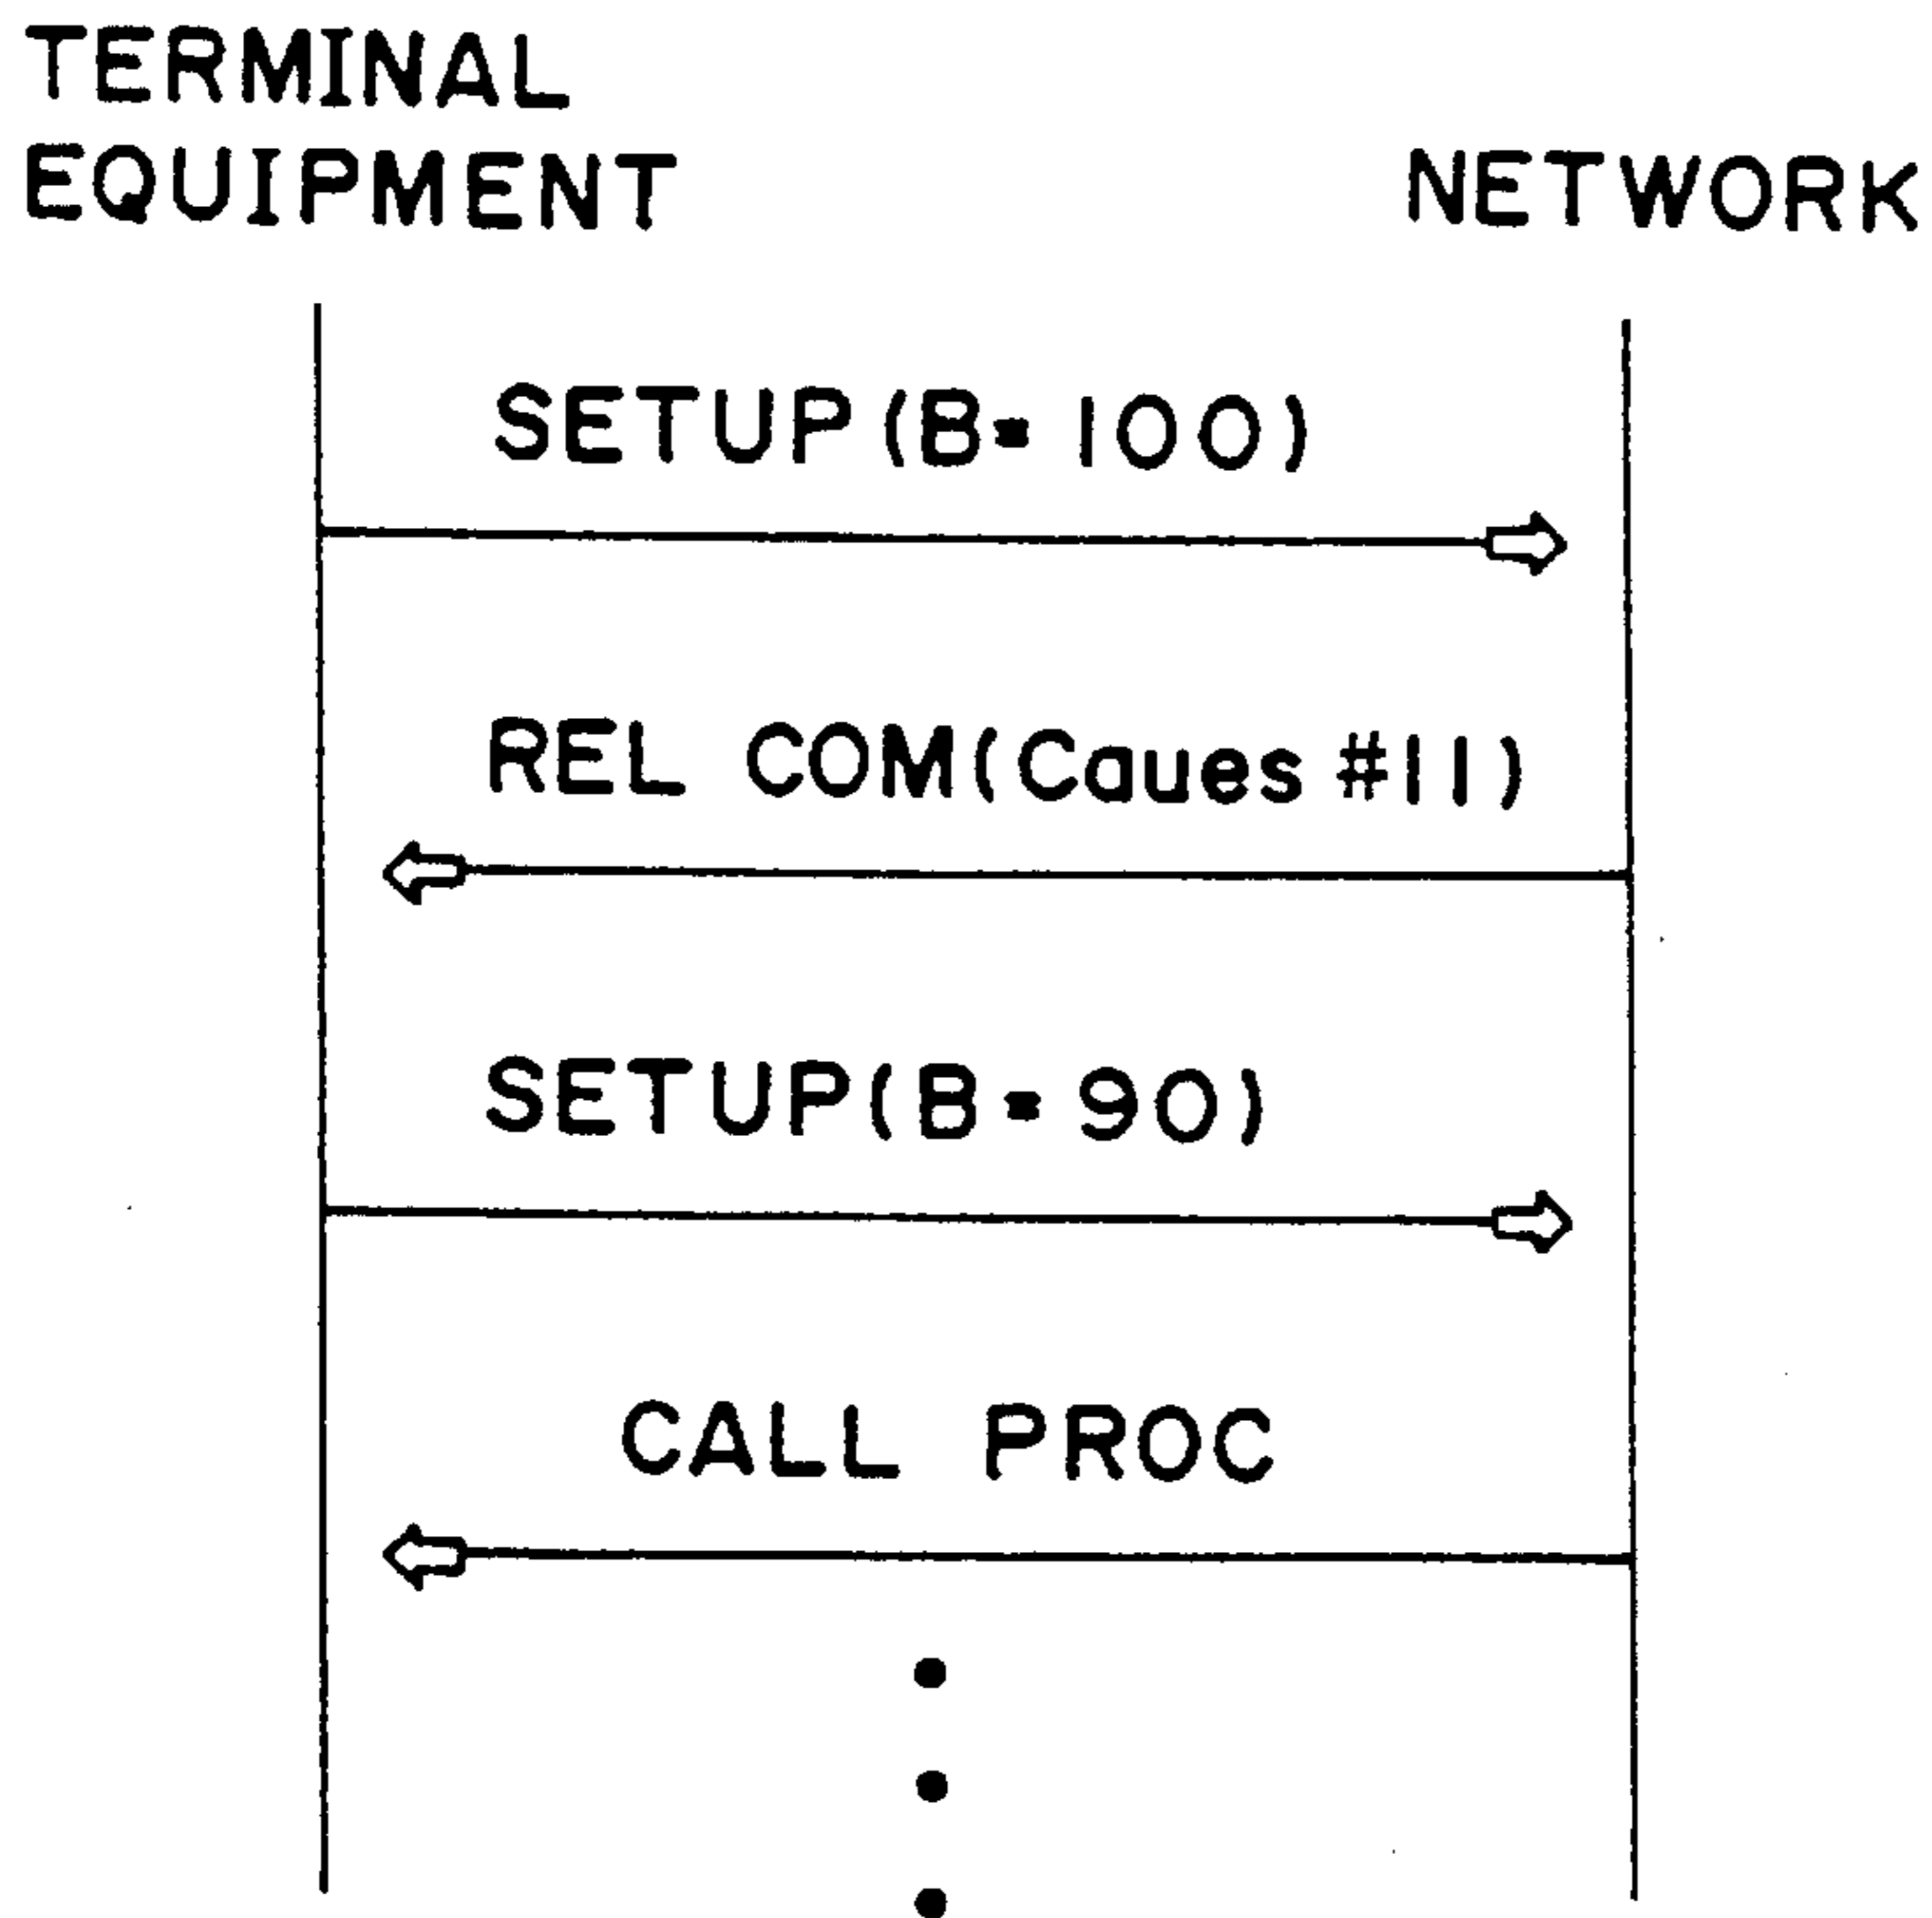 TERMINAL
EQUIPMENT
NETWORK
SETUP(B=100)
REL COM(Caues #11)
SETUP(B=90)
CALL PROC